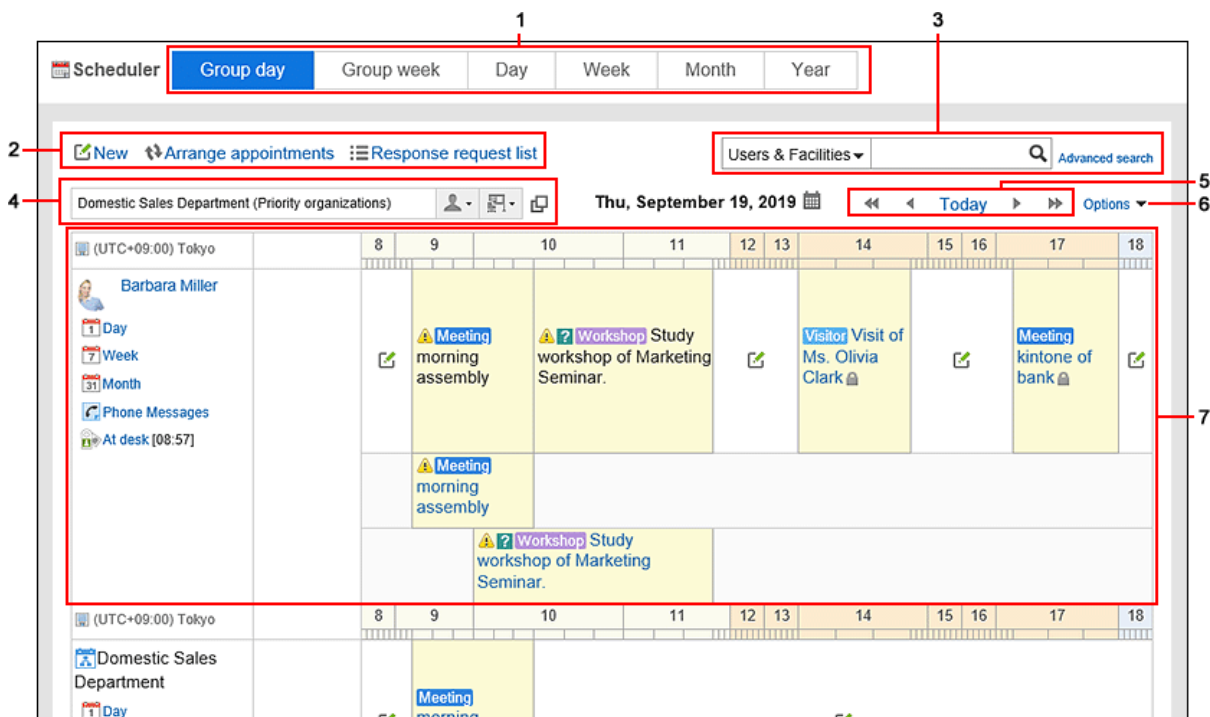 1
3
Scheduler Group day Group week Day Week Month Year
2
New Arrange appointments Response request list
Users & Facilities Advanced search
4
Domestic Sales Department (Priority organizations)
Thu, September 19, 2019
Today
5
Options
6
(UTC+09:00) Tokyo 8 9 10 11 12 13 14 15 16 17 18
Barbara Miller
1 Day
7 Week
31 Month
Phone Messages
At desk [08:57]
Meeting
morning
assembly
? Workshop Study
workshop of Marketing
Seminar.
Visitor Visit of
Ms. Olivia
Clark
Meeting
kintone of
bank
7
Meeting
morning
assembly
? Workshop Study
workshop of Marketing
Seminar.
(UTC+09:00) Tokyo 8 9 10 11 12 13 14 15 16 17 18
Domestic Sales
Department
1 Day
Meeting
morning